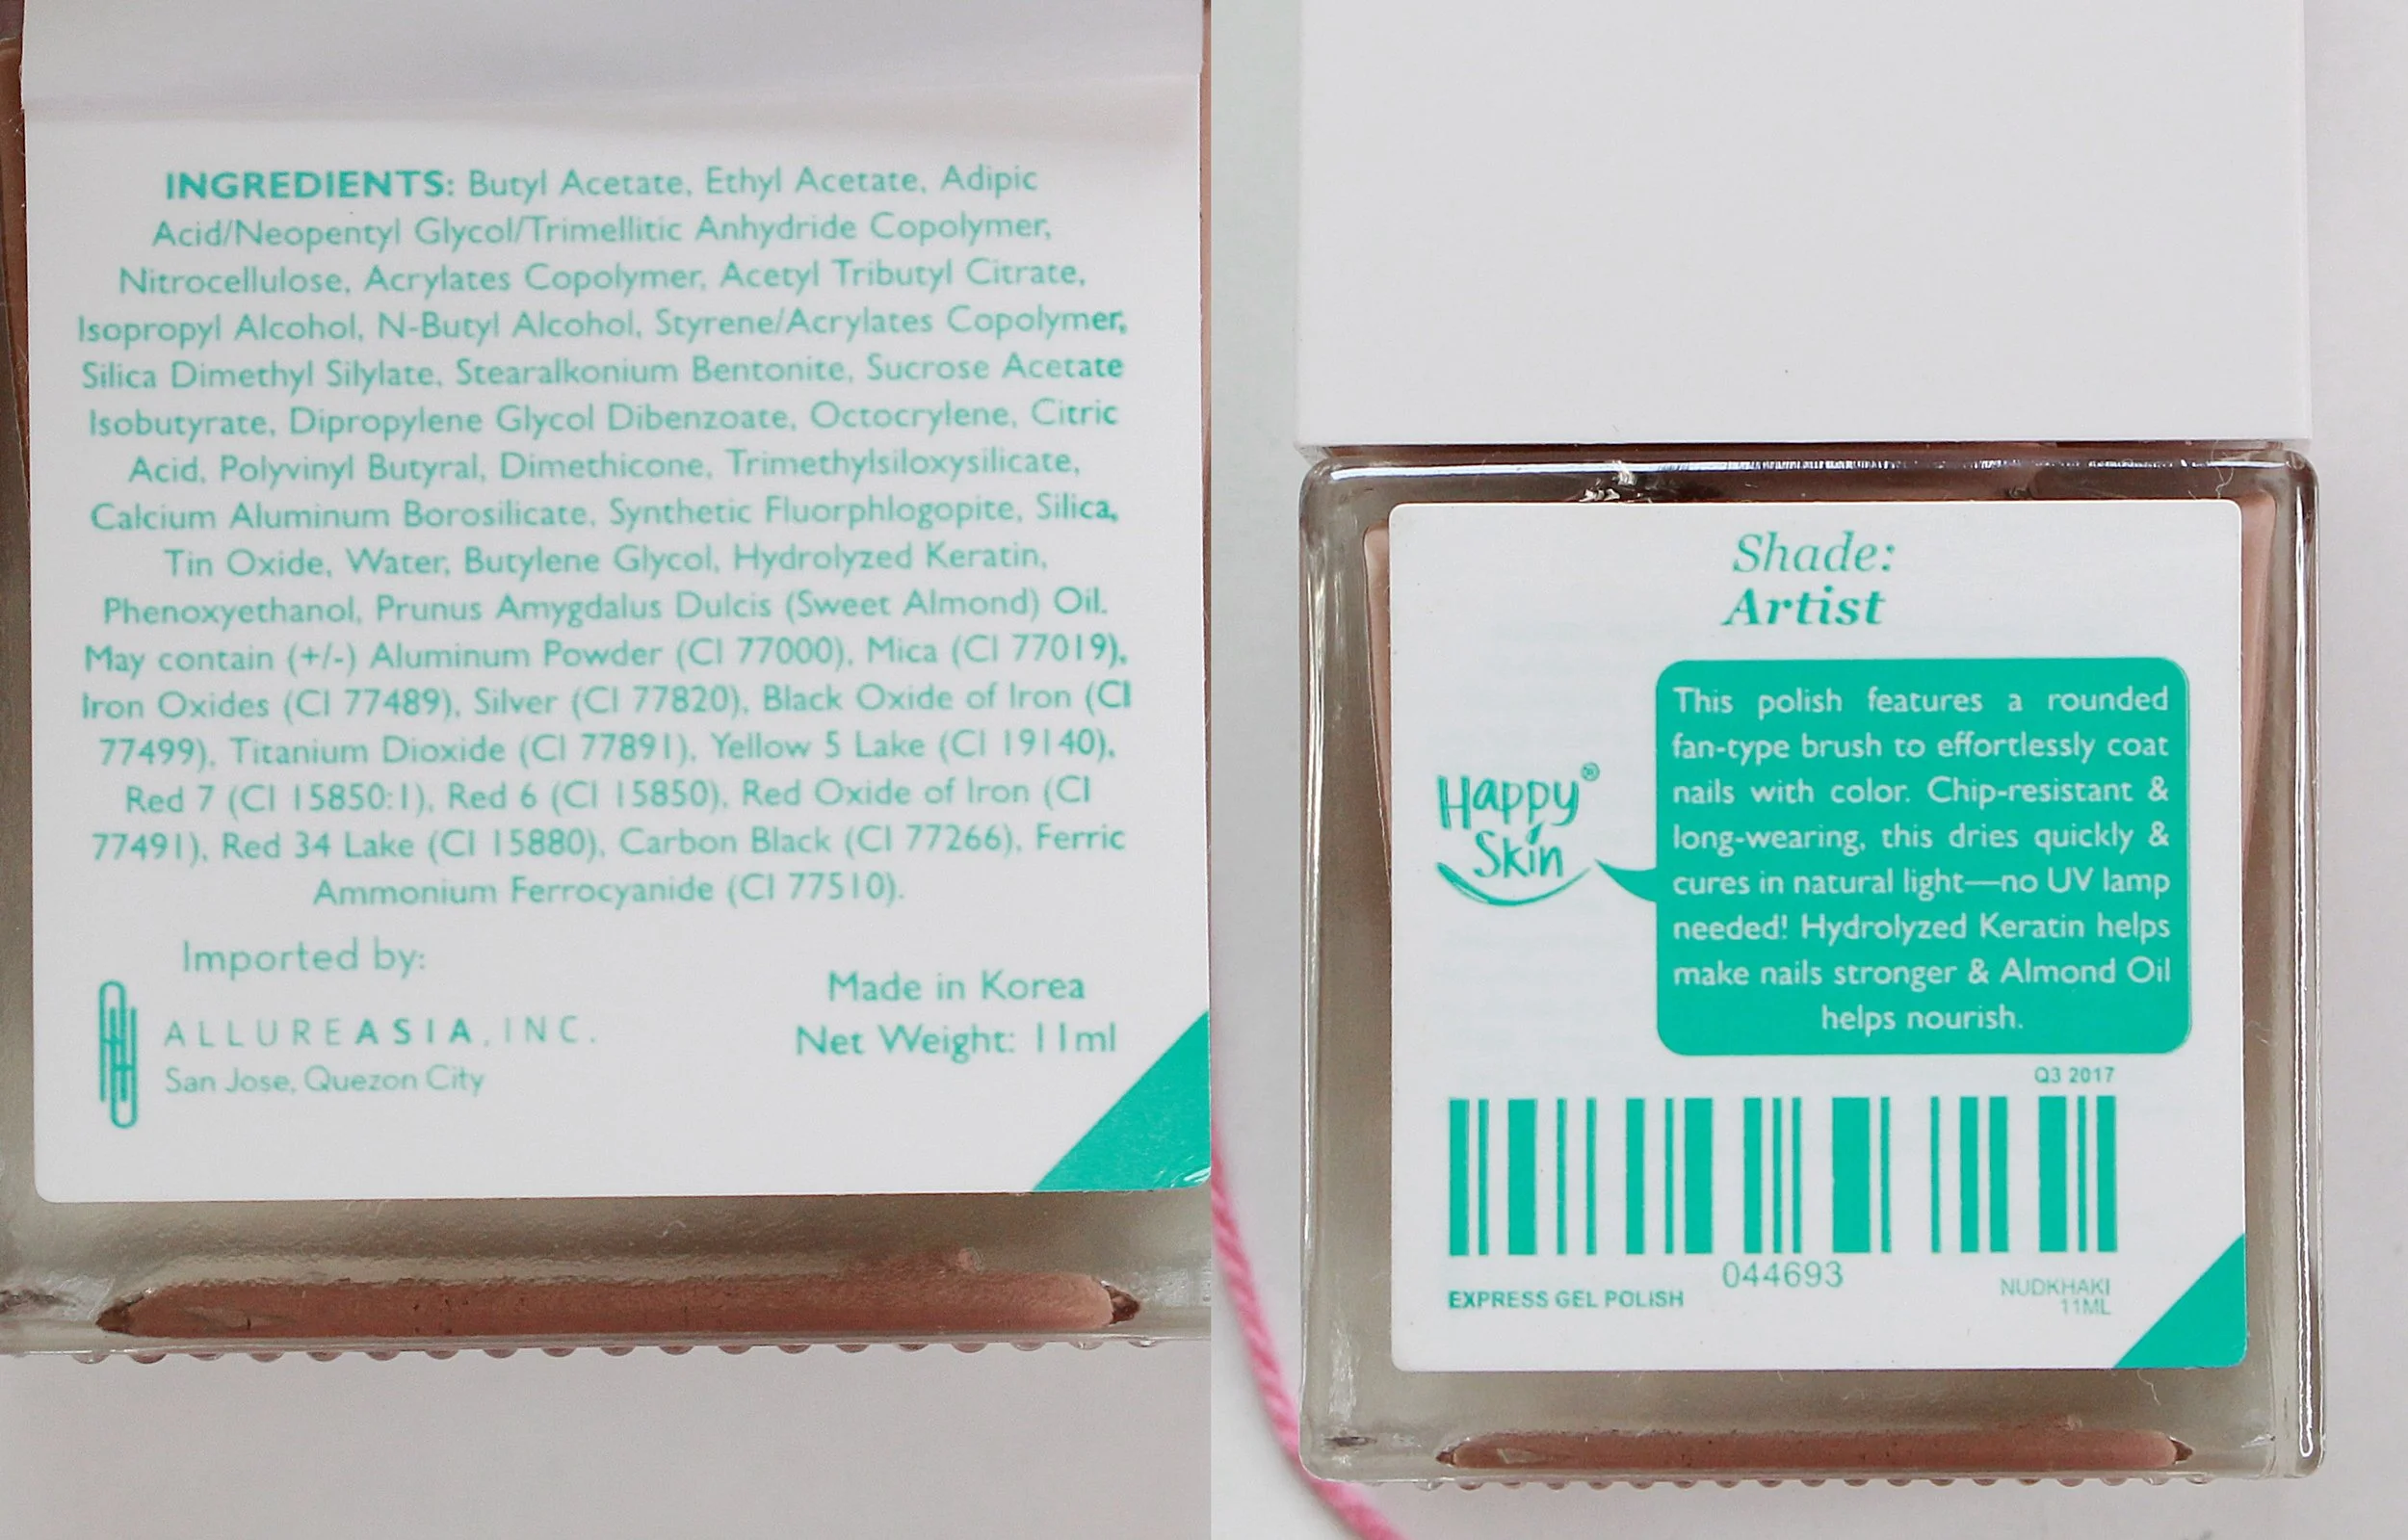 INGREDIENTS: Butyl Acetate, Ethyl Acetate, Adipic
Acid/Neopentyl Glycol/Trimellitic Anhydride Copolymer,
Nitrocellulose, Acrylates Copolymer, Acetyl Tributyl Citrate,
Isopropyl Alcohol, N-Butyl Alcohol, Styrene/Acrylates Copolymer,
Silica Dimethyl Silylate, Stearalkonium Bentonite, Sucrose Acetate
Isobutyrate, Dipropylene Glycol Dibenzoate, Octocrylene, Citric
Acid, Polyvinyl Butyral, Dimethicone, Trimethylsiloxysilicate,
Calcium Aluminum Borosilicate, Synthetic Fluorphlogopite, Silica,
Tin Oxide, Water, Butylene Glycol, Hydrolyzed Keratin,
Phenoxyethanol, Prunus Amygdalus Dulcis (Sweet Almond) Oil.
May contain (+/-) Aluminum Powder (CI 77000), Mica (CI 77019),
Iron Oxides (CI 77489), Silver (CI 77820), Black Oxide of Iron (CI
77499), Titanium Dioxide (CI 77891), Yellow 5 Lake (CI 19140),
Red 7 (CI 15850:1), Red 6 (CI 15850), Red Oxide of Iron (CI
77491), Red 34 Lake (CI 15880), Carbon Black (CI 77266), Ferric
Ammonium Ferrocyanide (CI 77510).
Imported by:
ALLUREASIA, INC.
San Jose, Quezon City
Made in Korea
Net Weight: 11ml
Shade:
Artist
Happy®
Skin
This polish features a rounded
fan-type brush to effortlessly coat
nails with color. Chip-resistant &
long-wearing, this dries quickly &
cures in natural light—no UV lamp
needed! Hydrolyzed Keratin helps
make nails stronger & Almond Oil
helps nourish.
Q3 2017
044693
EXPRESS GEL POLISH
NUDKHAKI
11ML